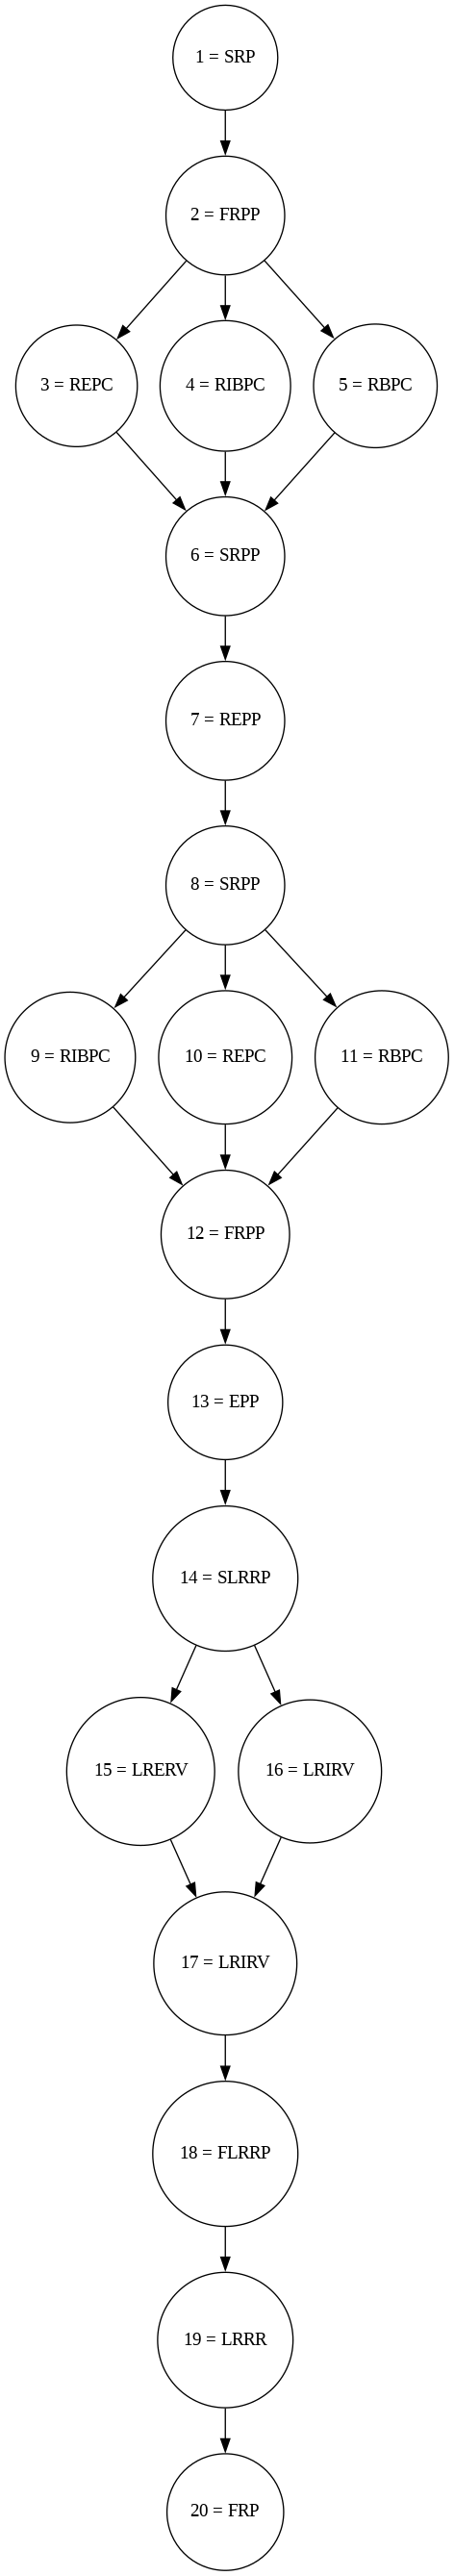 1 = SRP
2 = FRPP
3 = REPC
4 = RIBPC
5 = RBPC
6 = SRPP
7 = REPP
8 = SRPP
9 = RIBPC
10 = REPC
11 = RBPC
12 = FRPP
13 = EPP
14 = SLRRP
15 = LRERV
16 = LRIRV
17 = LRIRV
18 = FLRRP
19 = LRRR
20 = FRP